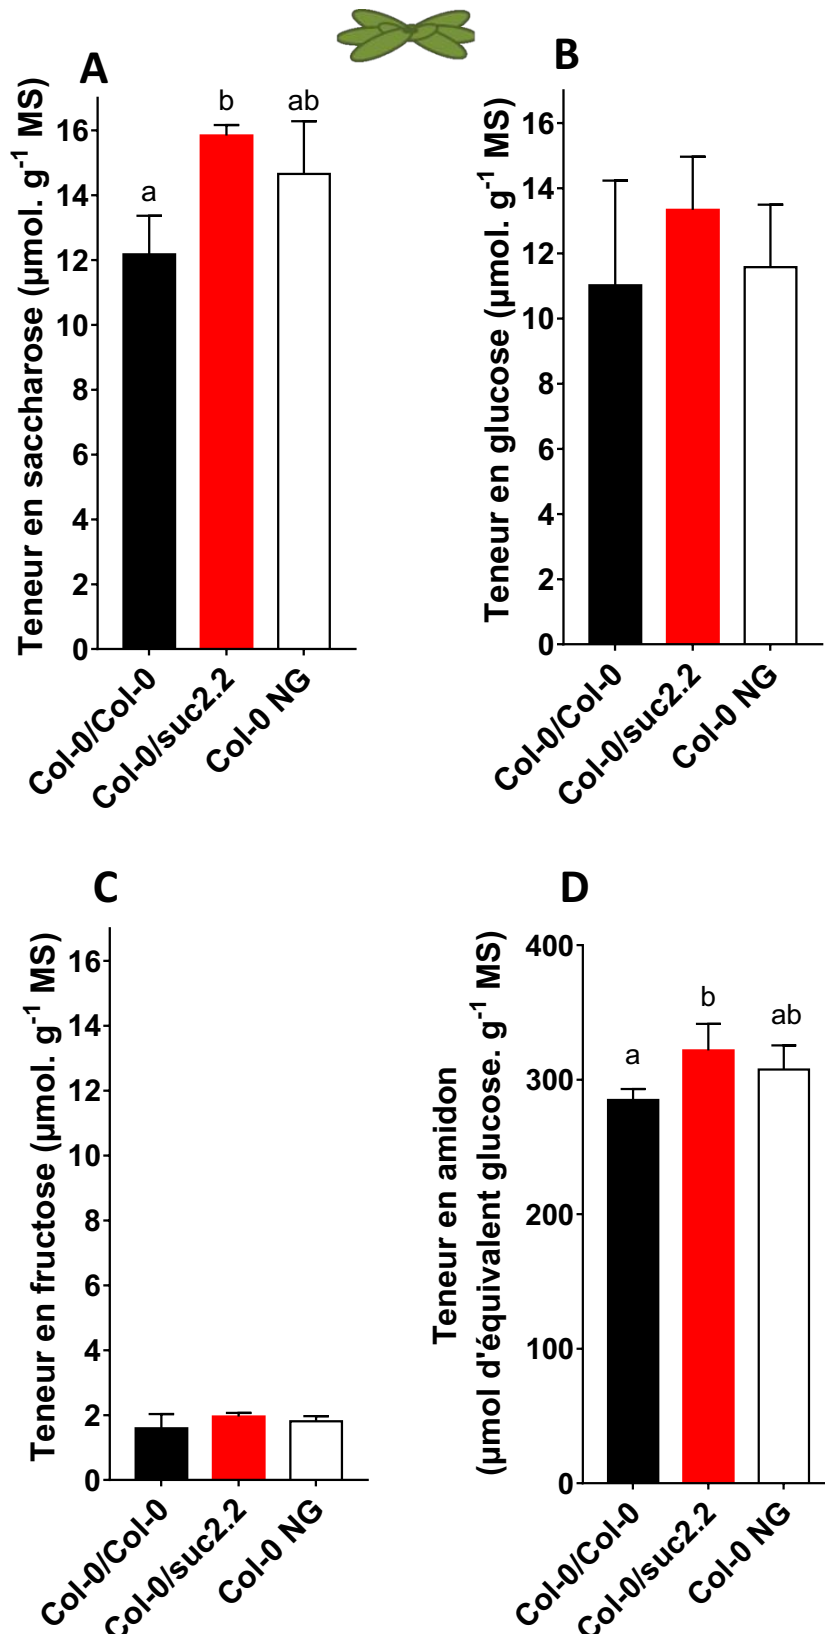 A
Teneur en saccharose (µmol. g⁻¹ MS)
16
14
12
10
8
6
4
2
0
a
b
ab
Col-0/Col-0
Col-0/suc2.2
Col-0 NG
B
Teneur en glucose (µmol. g⁻¹ MS)
16
14
12
10
8
6
4
2
0
Col-0/Col-0
Col-0/suc2.2
Col-0 NG
C
Teneur en fructose (µmol. g⁻¹ MS)
16
14
12
10
8
6
4
2
0
Col-0/Col-0
Col-0/suc2.2
Col-0 NG
D
Teneur en amidon
(µmol d'équivalent glucose. g⁻¹ MS)
400
300
200
100
0
a
b
ab
Col-0/Col-0
Col-0/suc2.2
Col-0 NG